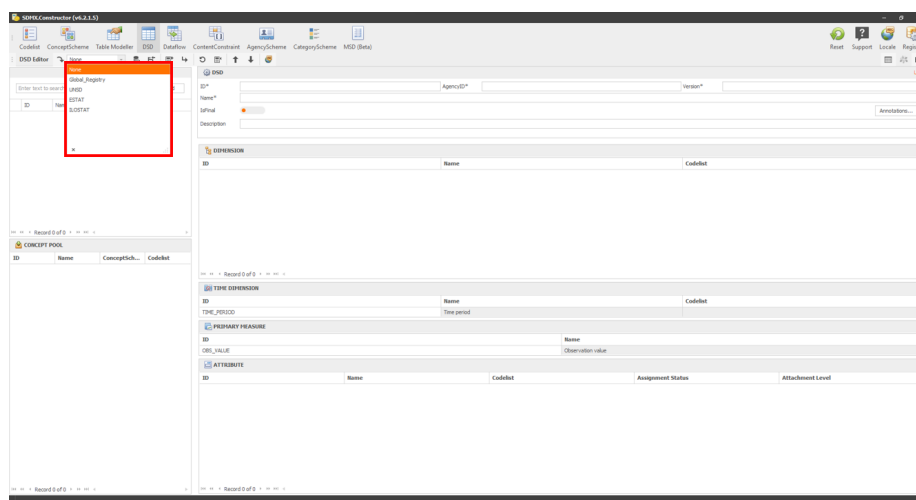 SDMX.Constructor (v6.2.1.5)
Codelist ConceptScheme Table Modeller DSD Dataflow ContentConstraint AgencyScheme CategoryScheme MSD (Beta) Reset Support Locale Regis
DSD Editor None
None
Global_Registry
UNSD
ESTAT
ILOSTAT
Enter text to search
ID Nam
DSD
ID* AgencyID* Version*
Name*
IsFinal
Annotations...
Description
DIMENSION
ID Name Codelist
Record 0 of 0
CONCEPT POOL
ID Name ConceptSch... Codelist
Record 0 of 0
TIME DIMENSION
ID Name Codelist
TIME_PERIOD Time period
PRIMARY MEASURE
ID Name
OBS_VALUE Observation value
ATTRIBUTE
ID Name Codelist Assignment Status Attachment Level
Record 0 of 0
Record 0 of 0